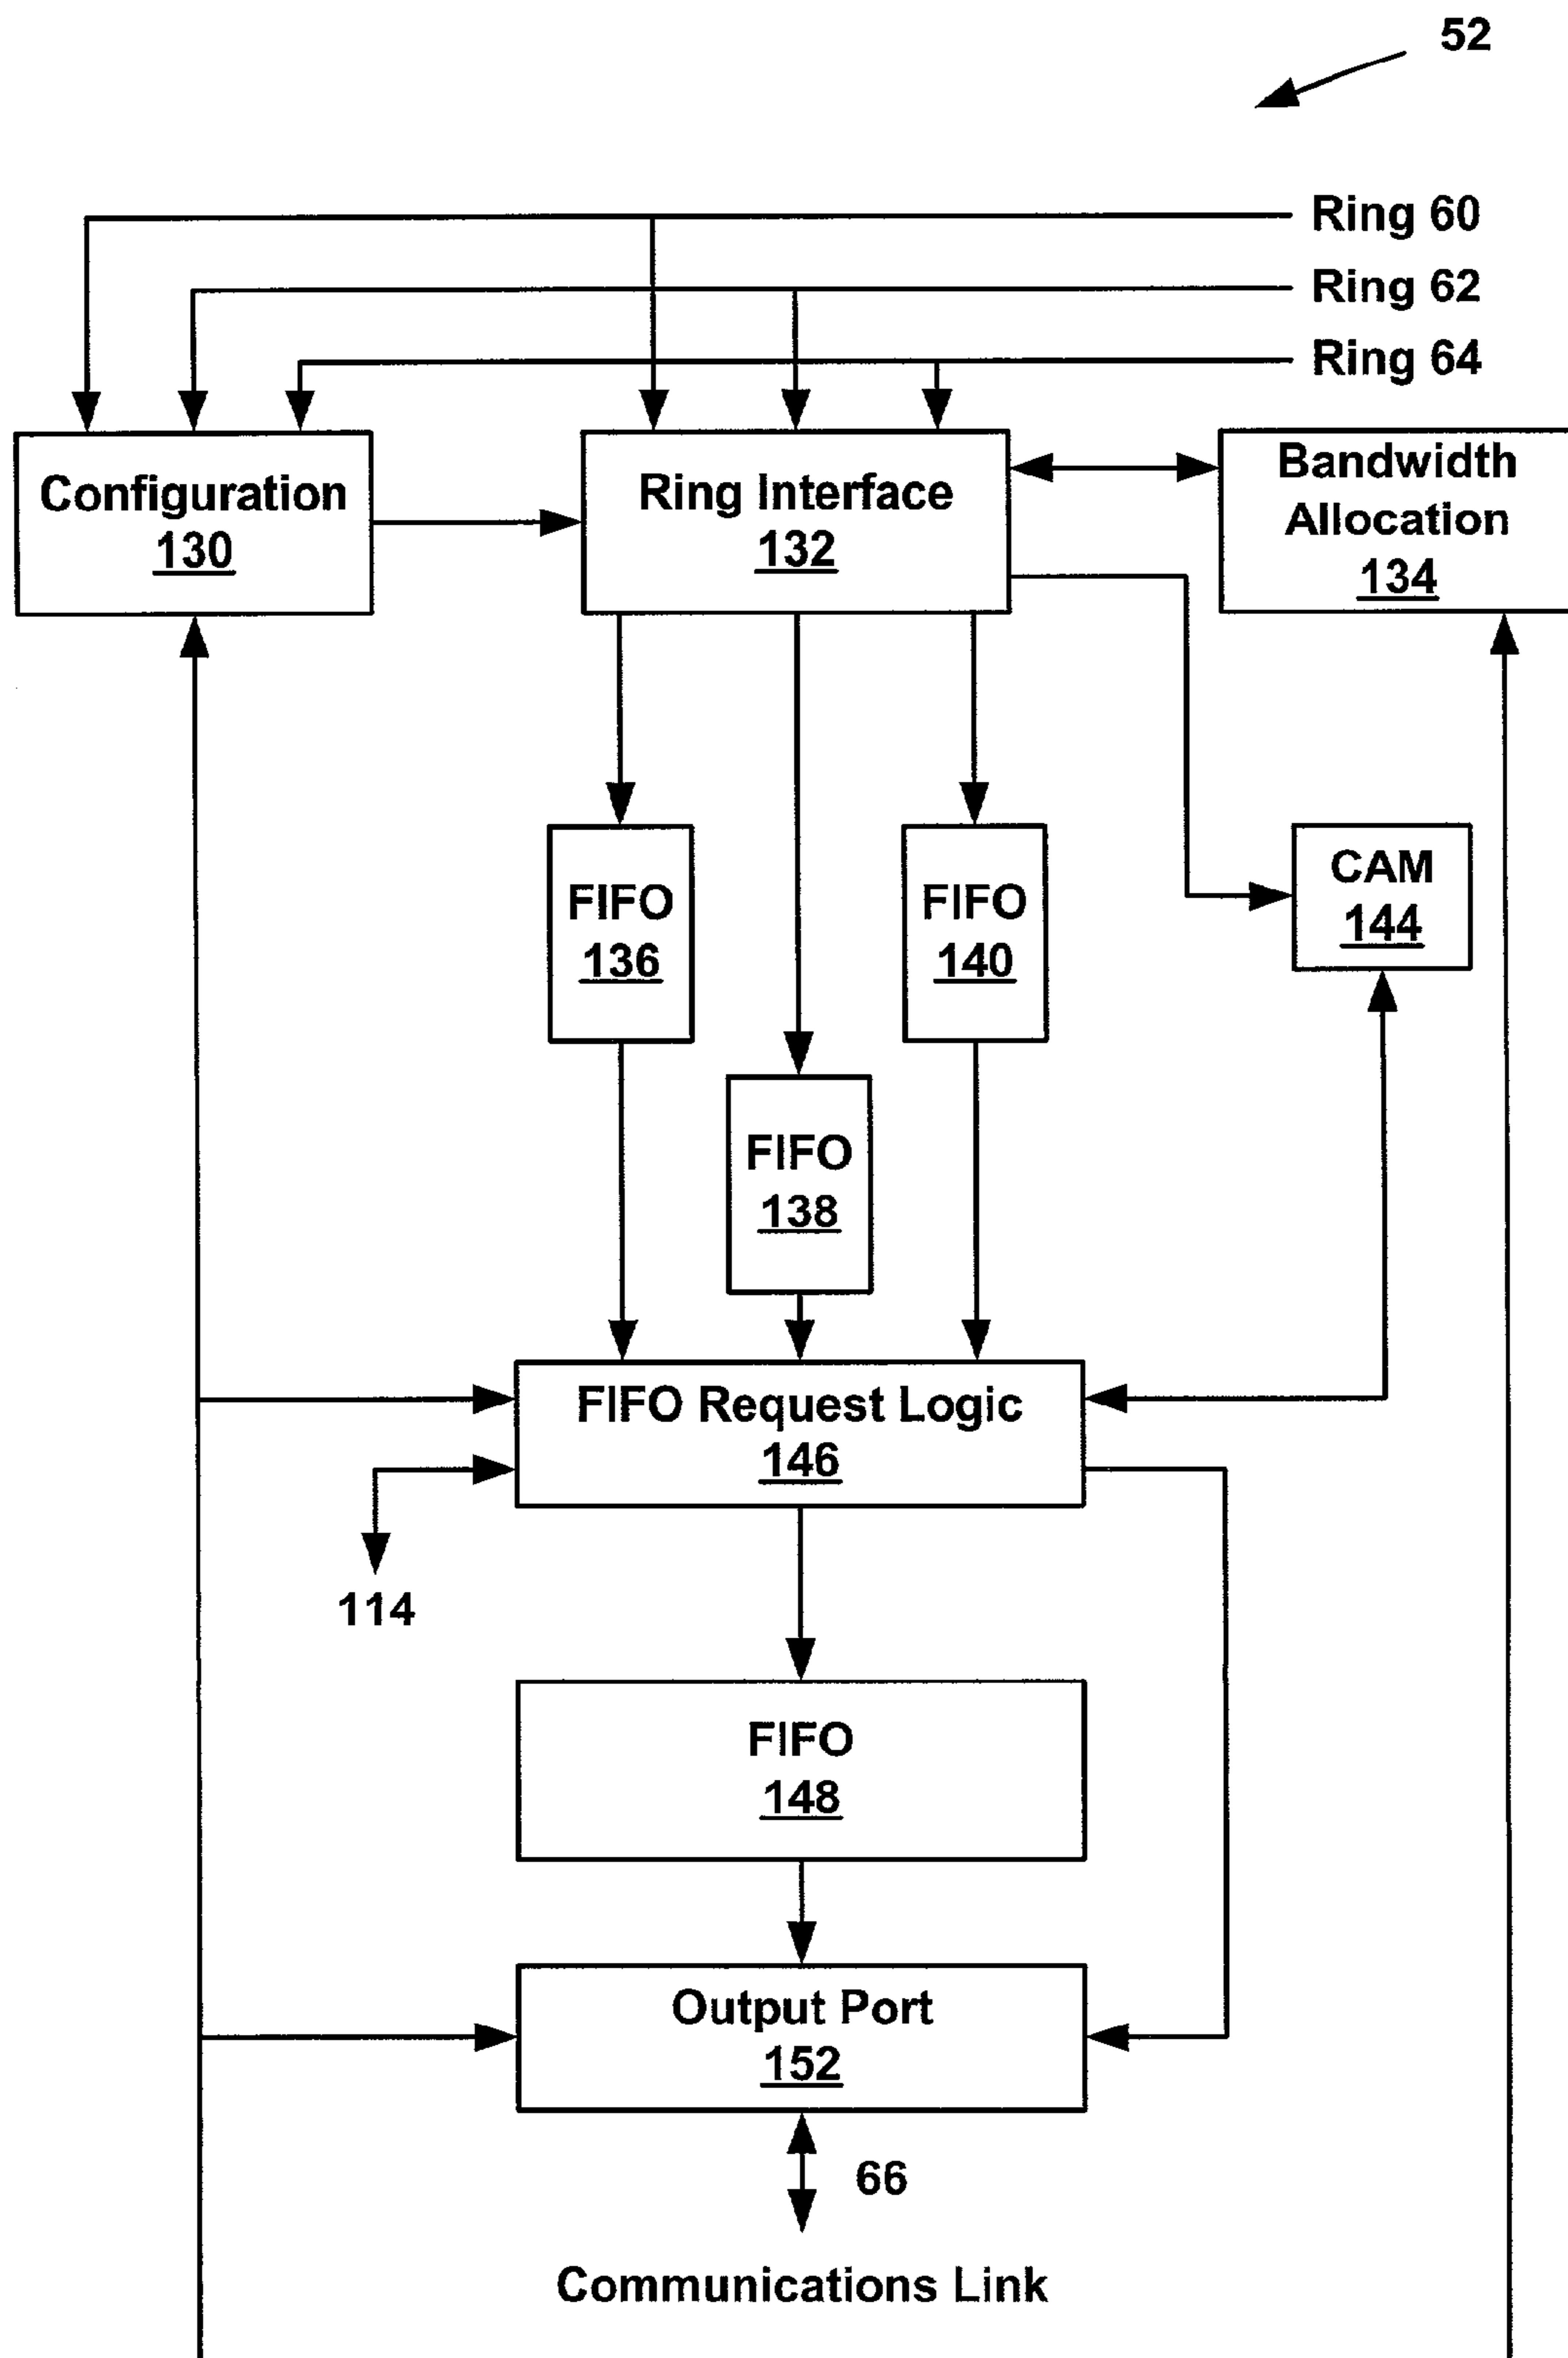 52
Ring 60
Ring 62
Ring 64
Configuration
130
Ring Interface
132
Bandwidth
Allocation
134
FIFO
136
FIFO
140
CAM
144
FIFO
138
FIFO Request Logic
146
114
FIFO
148
Output Port
152
66
Communications Link